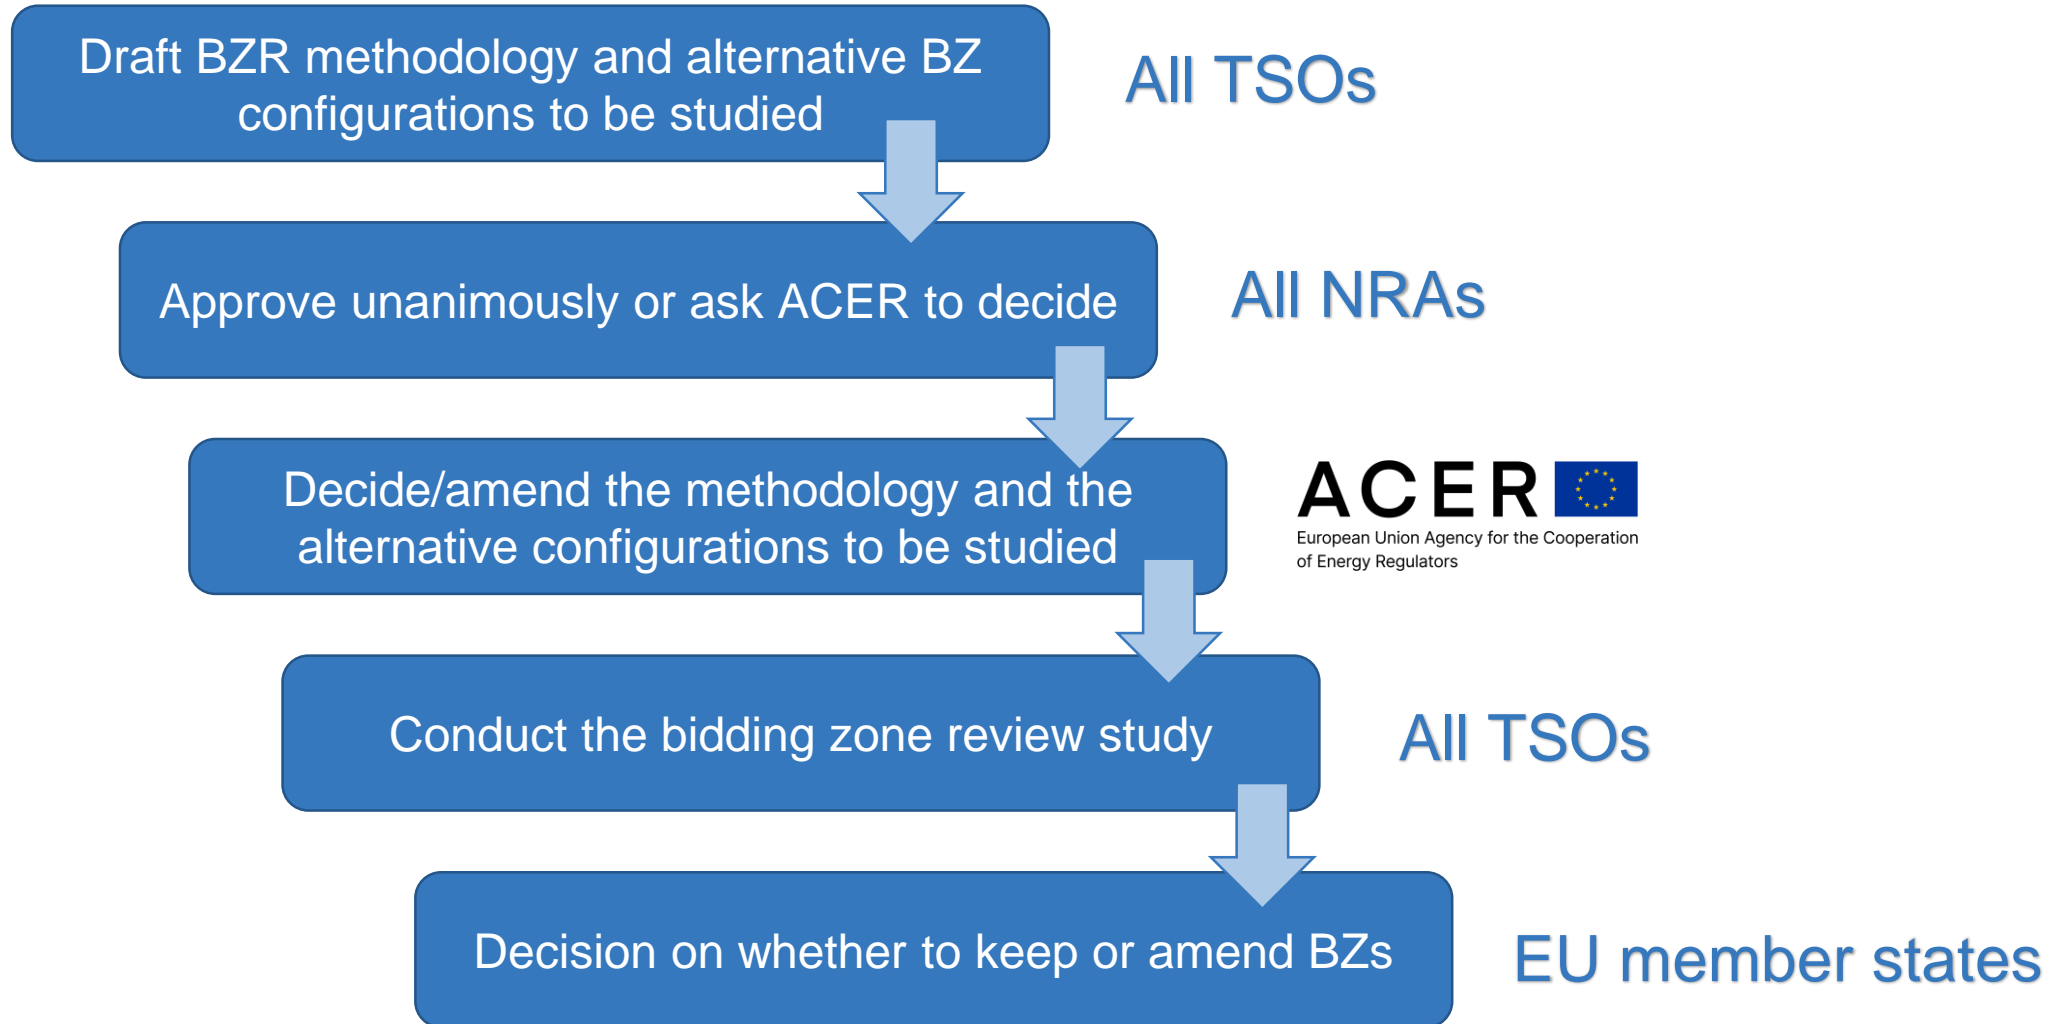 Draft BZR methodology and alternative BZ
configurations to be studied
All TSOs
Approve unanimously or ask ACER to decide
All NRAs
Decide/amend the methodology and the
alternative configurations to be studied
ACER
European Union Agency for the Cooperation
of Energy Regulators
Conduct the bidding zone review study
All TSOs
Decision on whether to keep or amend BZs
EU member states